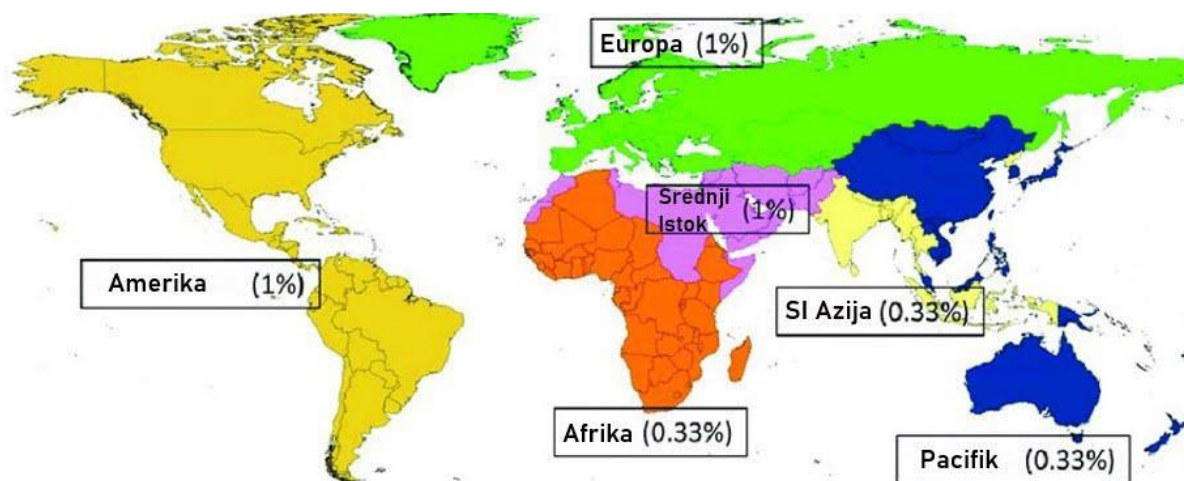 Europa (1%)
Srednji
Istok (1%)
Amerika (1%)
SI Azija (0.33%)
Afrika (0.33%)
Pacifik (0.33%)